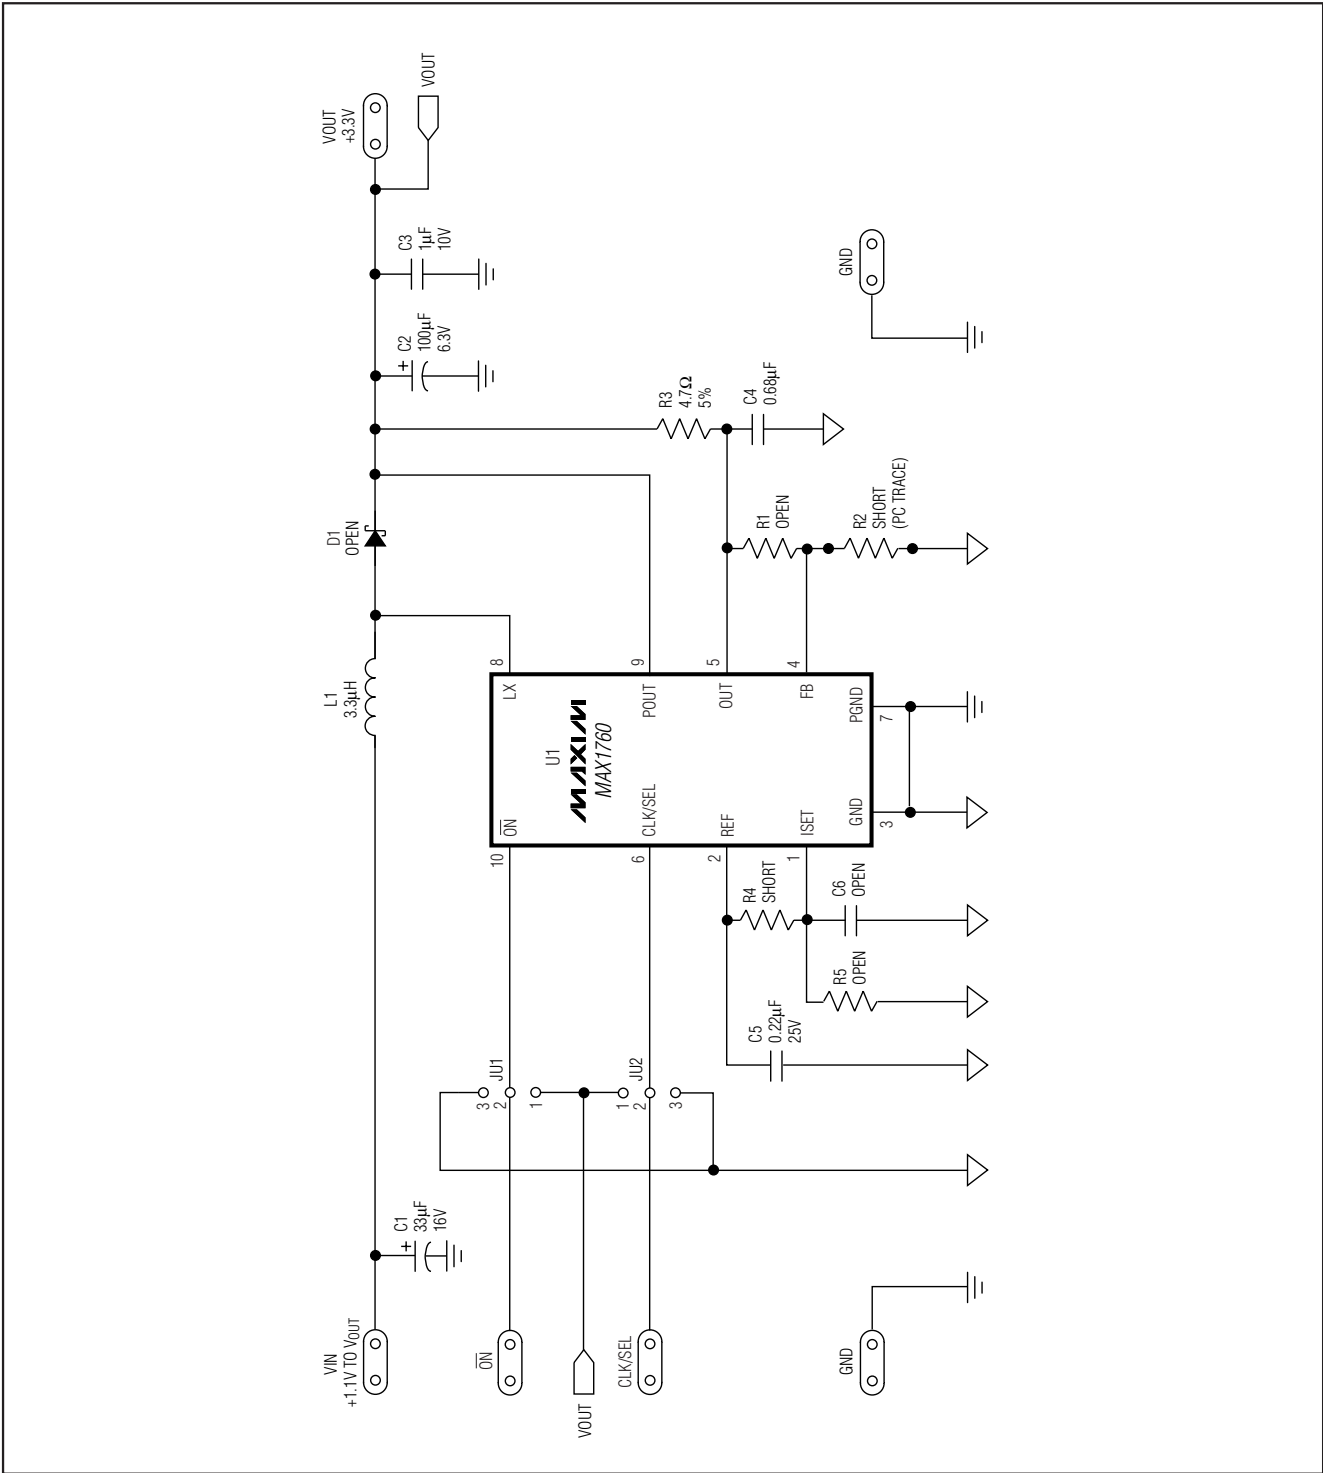 VIN
+1.1V TO VOUT
C1
33µF
16V
L1
3.3µH
D1
OPEN
C2
100µF
6.3V
+
C3
1µF
10V
VOUT
+3.3V
VOUT
+
ON
3
2
1
JU1
10
ON
U1
MAXIM
MAX1760
LX
8
VOUT
CLK/SEL
1
2
3
JU2
6
CLK/SEL
POUT
9
R3
4.7Ω
5%
C4
0.68µF
C5
0.22µF
25V
R4
SHORT
2
REF
OUT
5
R1
OPEN
R5
OPEN
C6
OPEN
1
ISET
FB
4
R2
SHORT
(PC TRACE)
GND
3
PGND
7
GND
GND